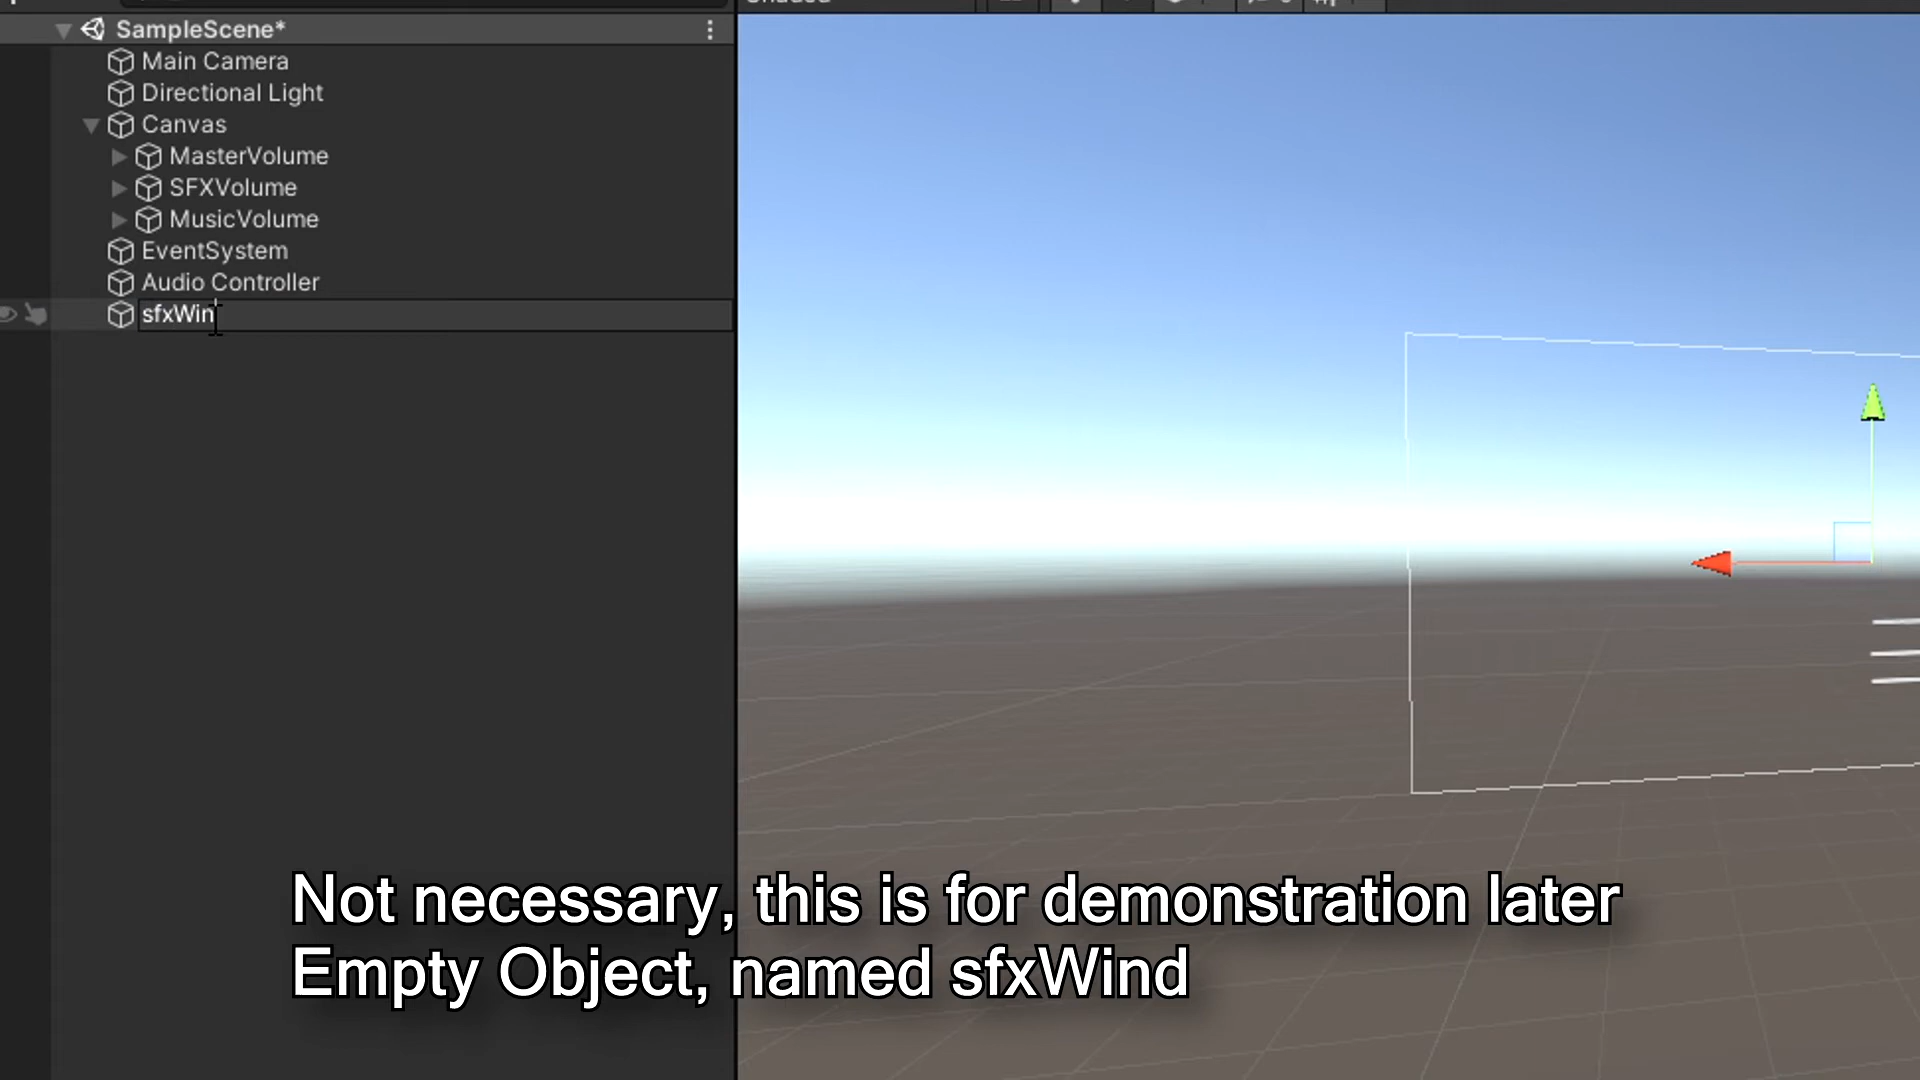 SampleScene*
Main Camera
Directional Light
Canvas
MasterVolume
SFXVolume
MusicVolume
EventSystem
Audio Controller
sfxWin
Not necessary, this is for demonstration later
Empty Object, named sfxWind